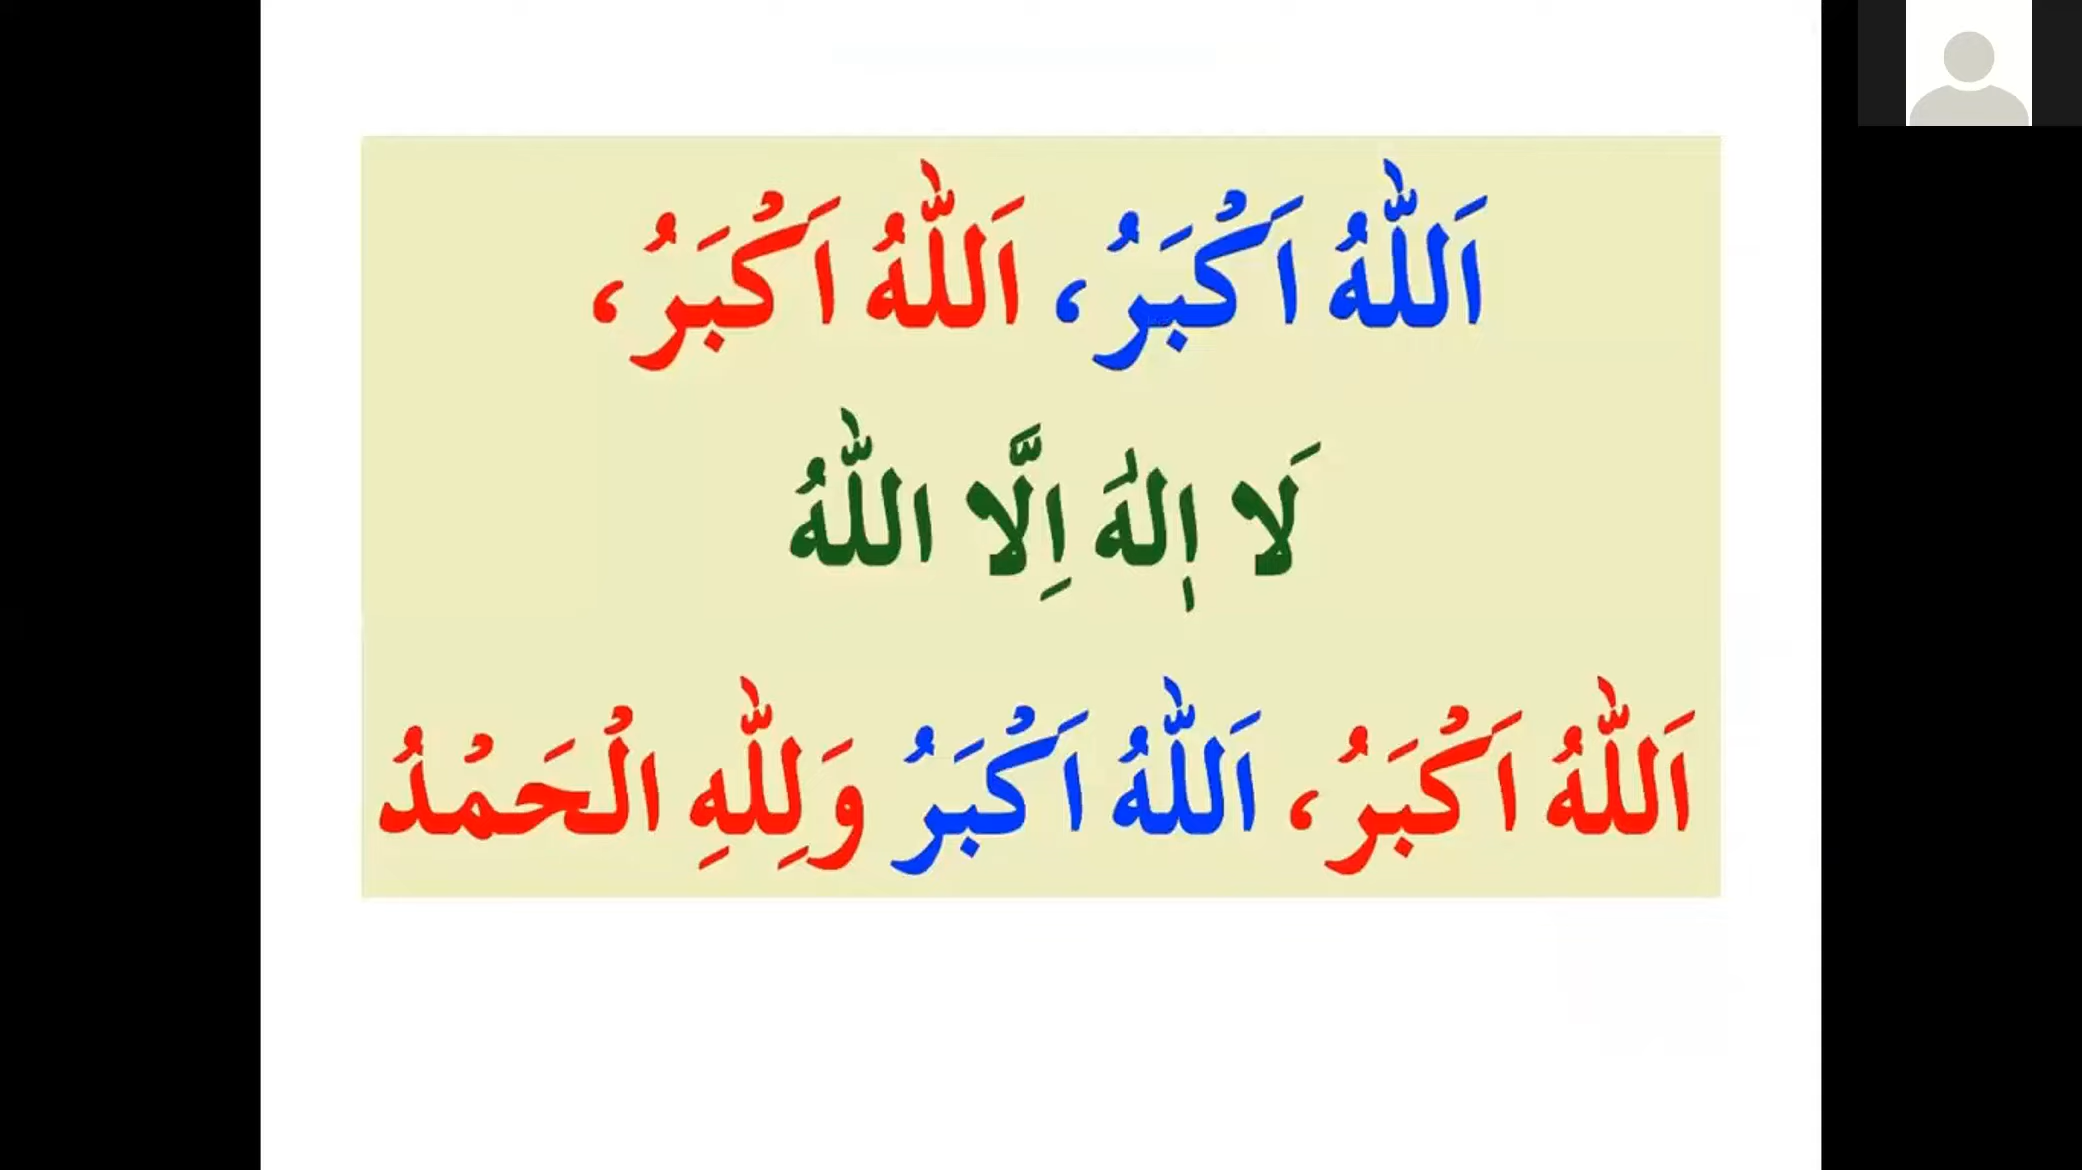 اَللّٰهُ اَكْبَرُ، اَللّٰهُ اَكْبَرُ،
لَا اِلٰهَ اِلَّا اللّٰهُ
اَللّٰهُ اَكْبَرُ، اَللّٰهُ اَكْبَرُ وَلِلّٰهِ الْحَمْدُ